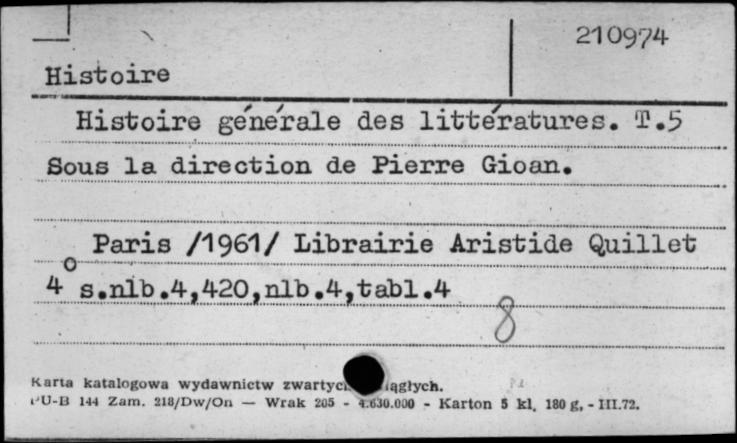 210974
Histoire
Histoire générale des littératures. T.5
Sous la direction de Pierre Gioan.
Paris /1961/ Librairie Aristide Quillet
4° s.nlb.4,420,nlb.4,tabl.4
8
Karta katalogowa wydawnictw
PU-B 144 Zam. 218/Dw/On — Wrak 205 - 4.630.000 - Karton 5 kl, 180 g, - III.72.